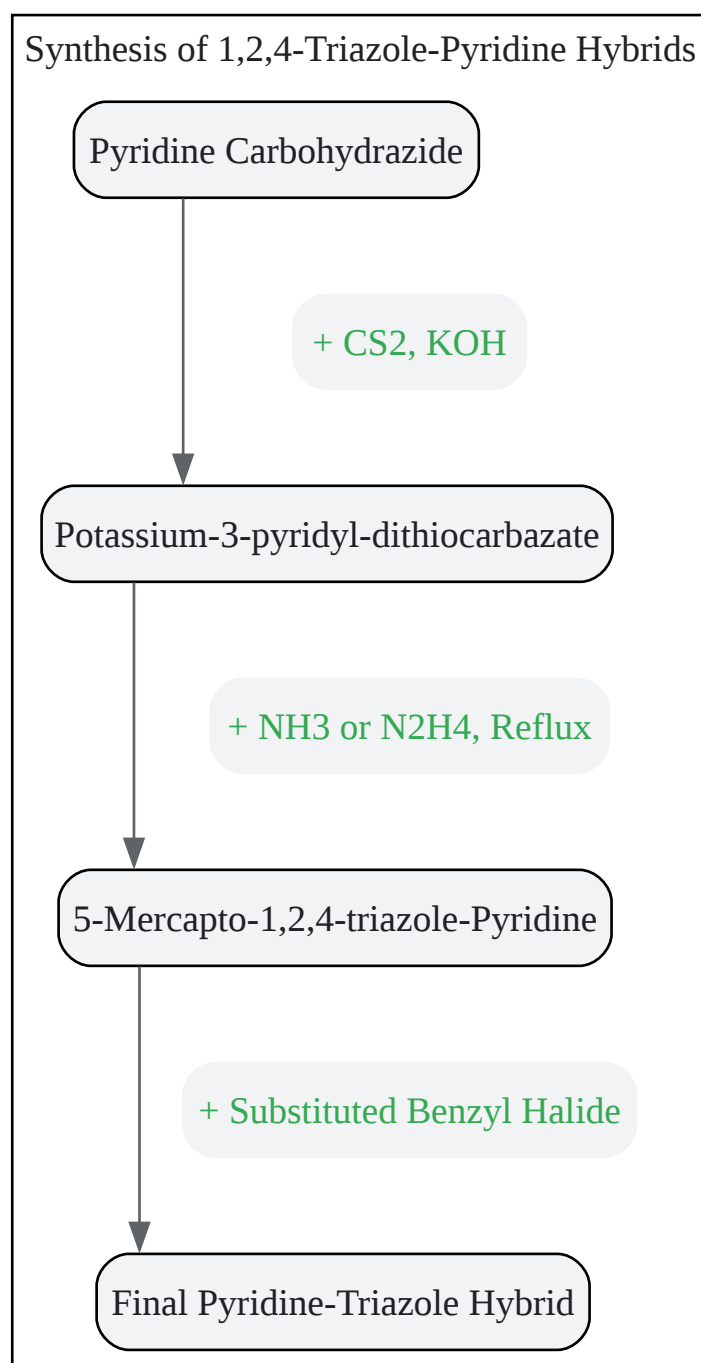 Synthesis of 1,2,4-Triazole-Pyridine Hybrids
Pyridine Carbohydrazide
+ CS2, KOH
Potassium-3-pyridyl-dithiocarbazate
+ NH3 or N2H4, Reflux
5-Mercapto-1,2,4-triazole-Pyridine
+ Substituted Benzyl Halide
Final Pyridine-Triazole Hybrid